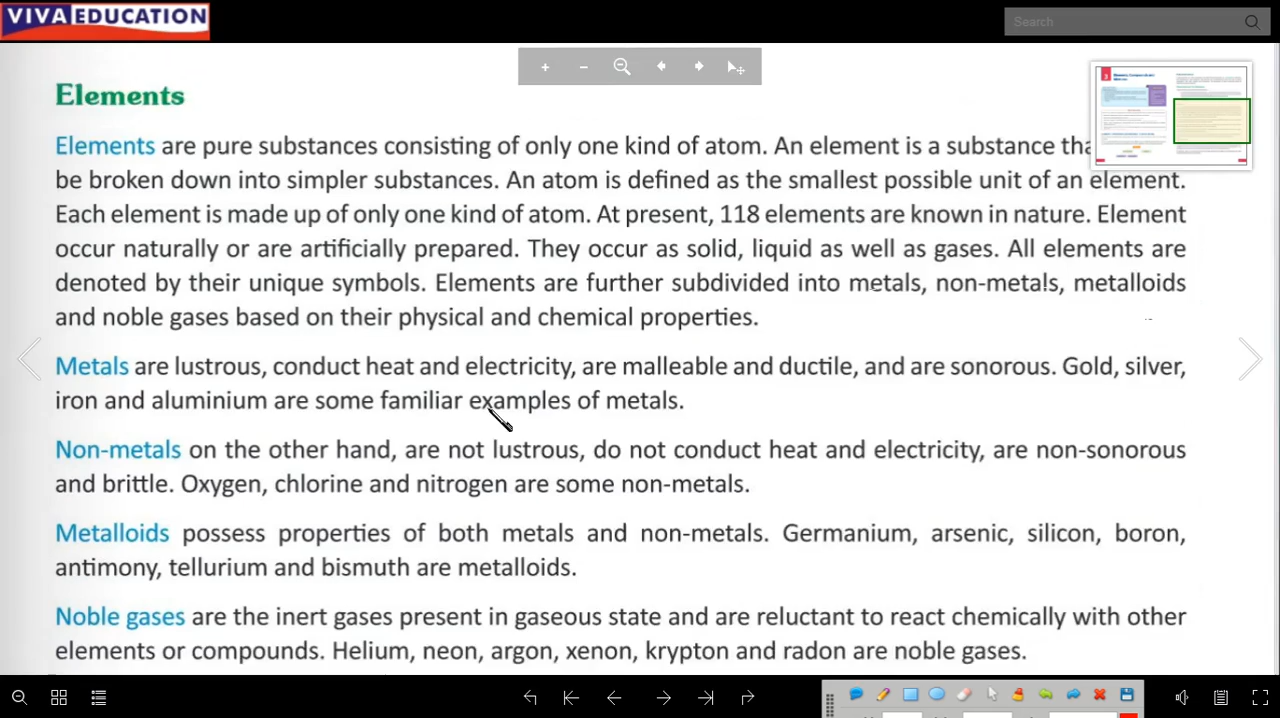 VIVA EDUCATION
Search
Elements
Elements are pure substances consisting of only one kind of atom. An element is a substance tha
be broken down into simpler substances. An atom is defined as the smallest possible unit of an element.
Each element is made up of only one kind of atom. At present, 118 elements are known in nature. Element
occur naturally or are artificially prepared. They occur as solid, liquid as well as gases. All elements are
denoted by their unique symbols. Elements are further subdivided into metals, non-metals, metalloids
and noble gases based on their physical and chemical properties.
Metals are lustrous, conduct heat and electricity, are malleable and ductile, and are sonorous. Gold, silver,
iron and aluminium are some familiar examples of metals.
Non-metals on the other hand, are not lustrous, do not conduct heat and electricity, are non-sonorous
and brittle. Oxygen, chlorine and nitrogen are some non-metals.
Metalloids possess properties of both metals and non-metals. Germanium, arsenic, silicon, boron,
antimony, tellurium and bismuth are metalloids.
Noble gases are the inert gases present in gaseous state and are reluctant to react chemically with other
elements or compounds. Helium, neon, argon, xenon, krypton and radon are noble gases.